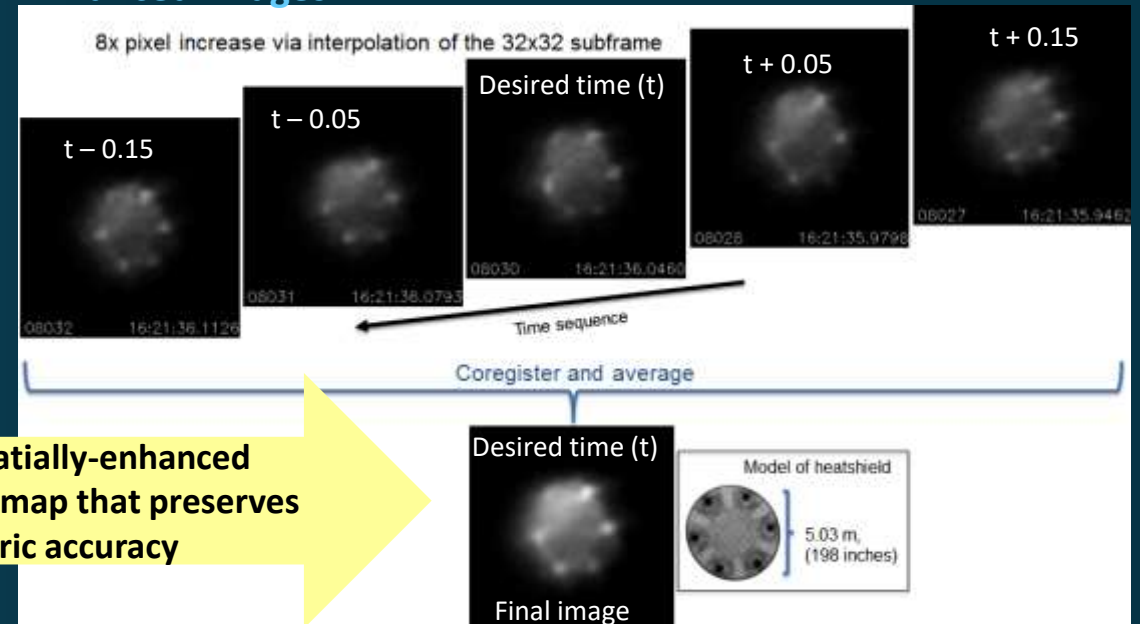 8x pixel increase via interpolation of the 32x32 subframe
t – 0.15
08032 16:21:36.1126
t – 0.05
08031 16:21:36.0793
Desired time (t)
08030 16:21:36.0460
t + 0.05
08028 16:21:35.9798
t + 0.15
08027 16:21:35.9462
Time sequence
Coregister and average
atially-enhanced
map that preserves
ric accuracy
Desired time (t)
Final image
Model of heatshield
5.03 m,
(198 inches)